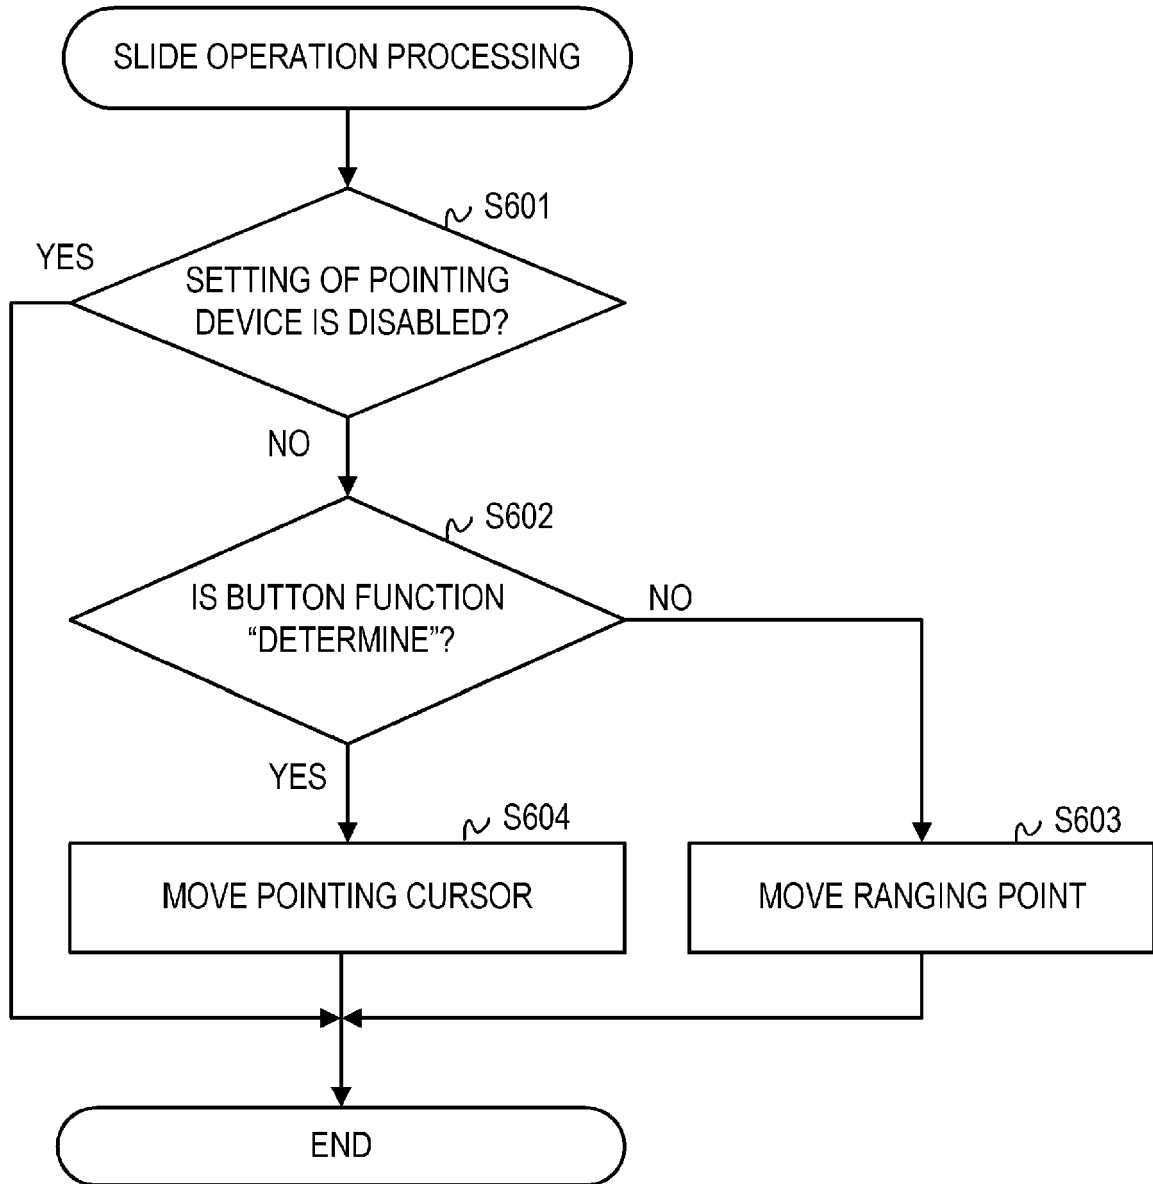 SLIDE OPERATION PROCESSING
S601
YES
SETTING OF POINTING
DEVICE IS DISABLED?
NO
S602
IS BUTTON FUNCTION
“DETERMINE”?
NO
YES
S604
S603
MOVE POINTING CURSOR
MOVE RANGING POINT
END